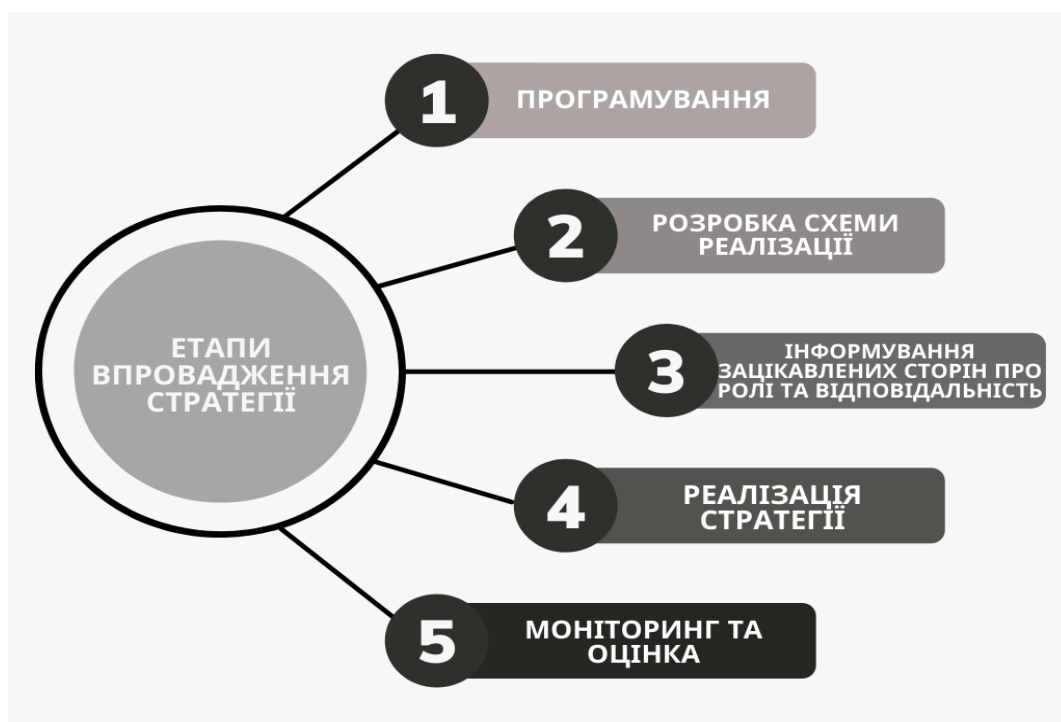 ЕТАПИ
ВПРОВАДЖЕННЯ
СТРАТЕГІЇ
1
ПРОГРАМУВАННЯ
2
РОЗРОБКА СХЕМИ
РЕАЛІЗАЦІЇ
3
ІНФОРМУВАННЯ
ЗАЦІКАВЛЕНИХ СТОРІН ПРО
РОЛІ ТА ВІДПОВІДАЛЬНІСТЬ
4
РЕАЛІЗАЦІЯ
СТРАТЕГІЇ
5
МОНІТОРИНГ ТА
ОЦІНКА